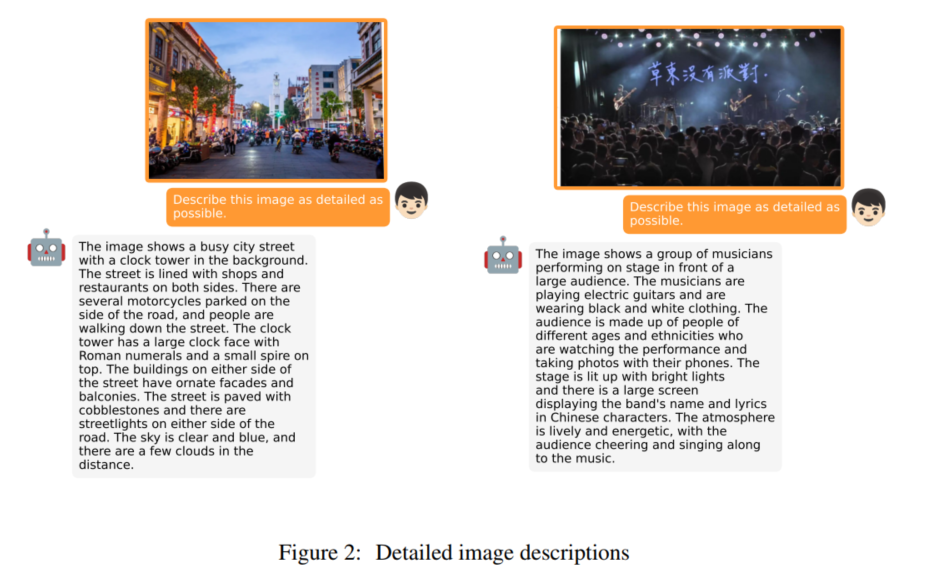 草東沒有派對.
Describe this image as detailed as
possible.
The image shows a busy city street
with a clock tower in the background.
The street is lined with shops and
restaurants on both sides. There are
several motorcycles parked on the
side of the road, and people are
walking down the street. The clock
tower has a large clock face with
Roman numerals and a small spire on
top. The buildings on either side of
the street have ornate facades and
balconies. The street is paved with
cobblestones and there are
streetlights on either side of the
road. The sky is clear and blue, and
there are a few clouds in the
distance.
Describe this image as detailed as
possible.
The image shows a group of musicians
performing on stage in front of a
large audience. The musicians are
playing electric guitars and are
wearing black and white clothing. The
audience is made up of people of
different ages and ethnicities who
are watching the performance and
taking photos with their phones. The
stage is lit up with bright lights
and there is a large screen
displaying the band's name and lyrics
in Chinese characters. The atmosphere
is lively and energetic, with the
audience cheering and singing along
to the music.
Figure 2: Detailed image descriptions